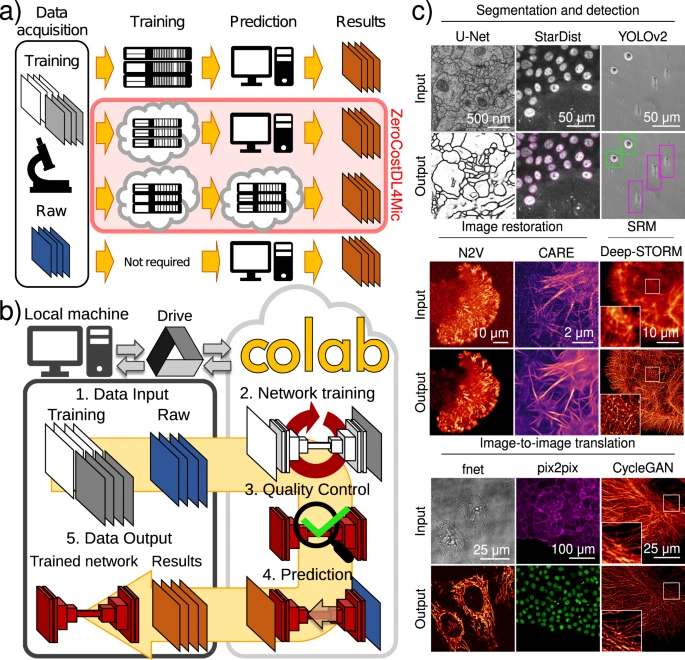 a)
Data
acquisition
Training
Prediction
Results
Training
Raw
Not required
ZeroCostDL4Mic
b)
Local machine
Drive
colab
1. Data Input
Training
Raw
2. Network training
3. Quality Control
4. Prediction
5. Data Output
Trained network
Results
c)
Segmentation and detection
U-Net
StarDist
YOLOv2
Input
500 nm
50 µm
50 µm
Output
Image restoration
SRM
N2V
CARE
Deep-STORM
Input
10 µm
2 µm
10 µm
Output
Image-to-image translation
fnet
pix2pix
CycleGAN
Input
25 µm
100 µm
25 µm
Output